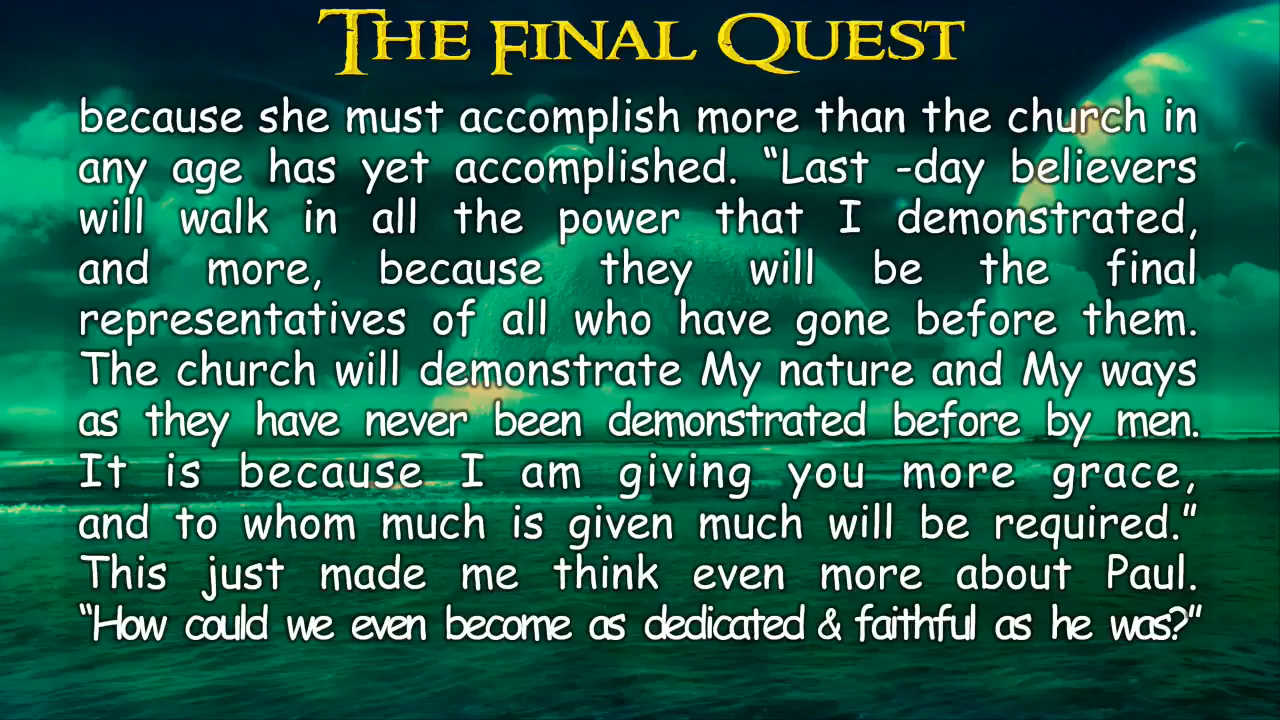 The Final Quest
because she must accomplish more than the church in
any age has yet accomplished. “Last -day believers
will walk in all the power that I demonstrated,
and more, because they will be the final
representatives of all who have gone before them.
The church will demonstrate My nature and My ways
as they have never been demonstrated before by men.
It is because I am giving you more grace,
and to whom much is given much will be required.”
This just made me think even more about Paul.
“How could we even become as dedicated & faithful as he was?”